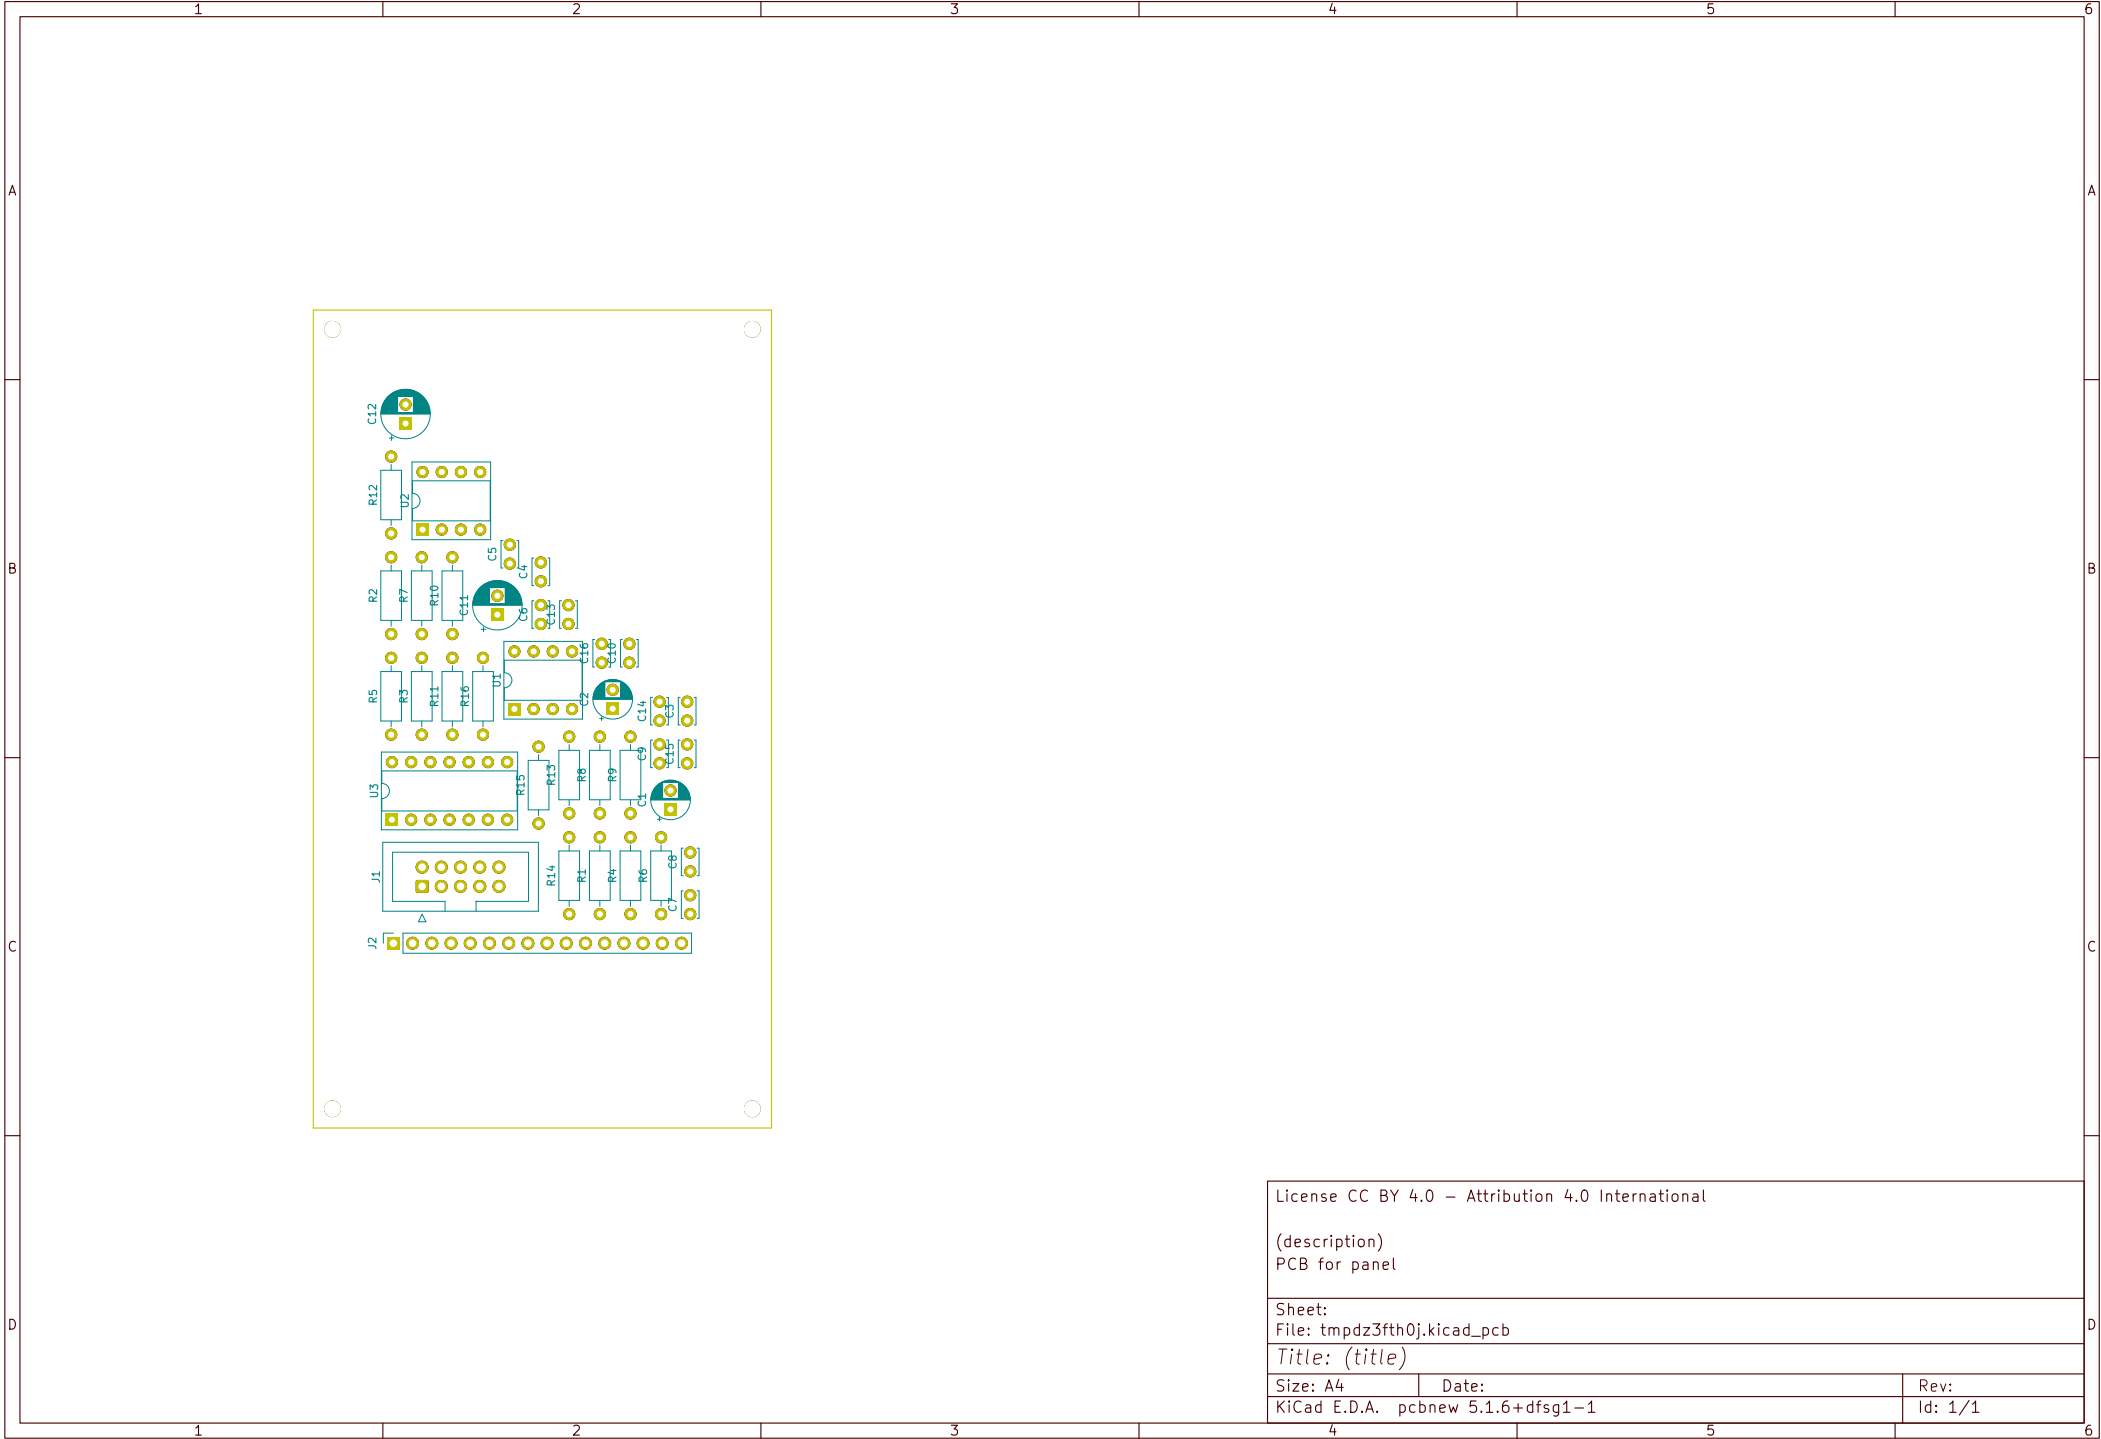 1 2 3 4 5 6
A A
C12
R12
U2
C5
C4
B B
R2 R7 R10 C11 C6 C13
C16 C10
U1
R5 R3 R11 R16 C2 C14 C3
C9 C15
R15 R13 R8 R9
U3
C1
C8
J1 R14 R1 R4 R6
C7
J2
C C
License CC BY 4.0 - Attribution 4.0 International
(description)
PCB for panel
Sheet:
File: tmpdz3fth0j.kicad_pcb
D D
Title: (title)
Size: A4 Date: Rev:
KiCad E.D.A. pcbnew 5.1.6+dfsg1-1 Id: 1/1
1 2 3 4 5 6